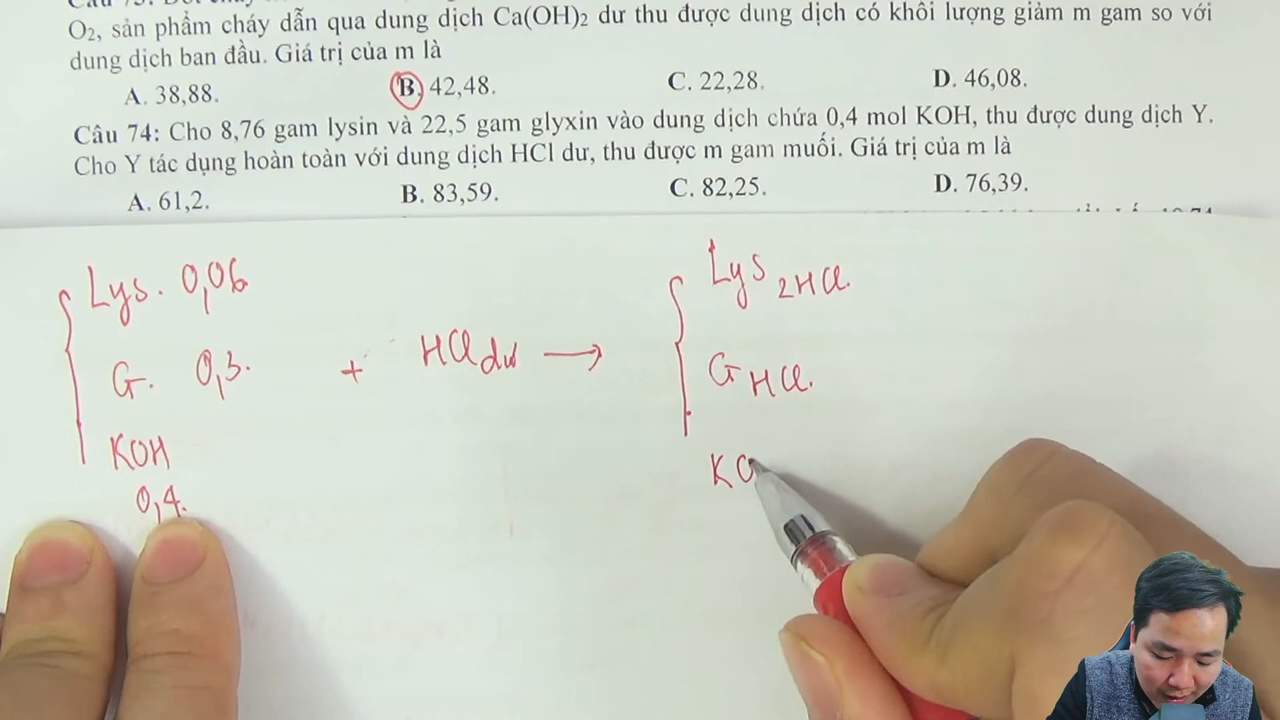 O₂, sản phẩm cháy dẫn qua dung dịch Ca(OH)₂ dư thu được dung dịch có khối lượng giảm m gam so với
dung dịch ban đầu. Giá trị của m là
A. 38,88. B. 42,48. C. 22,28. D. 46,08.
Câu 74: Cho 8,76 gam lysin và 22,5 gam glyxin vào dung dịch chứa 0,4 mol KOH, thu được dung dịch Y.
Cho Y tác dụng hoàn toàn với dung dịch HCl dư, thu được m gam muối. Giá trị của m là
A. 61,2. B. 83,59. C. 82,25. D. 76,39.
Lys. 0,06
G. 0,3.
KOH
0,4.
+ HCl dư →
Lys 2HCl.
G HCl.
KC